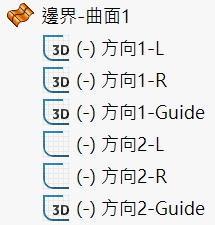 邊界-曲面1
3D (-) 方向1-L
3D (-) 方向1-R
3D (-) 方向1-Guide
(-) 方向2-L
(-) 方向2-R
3D (-) 方向2-Guide